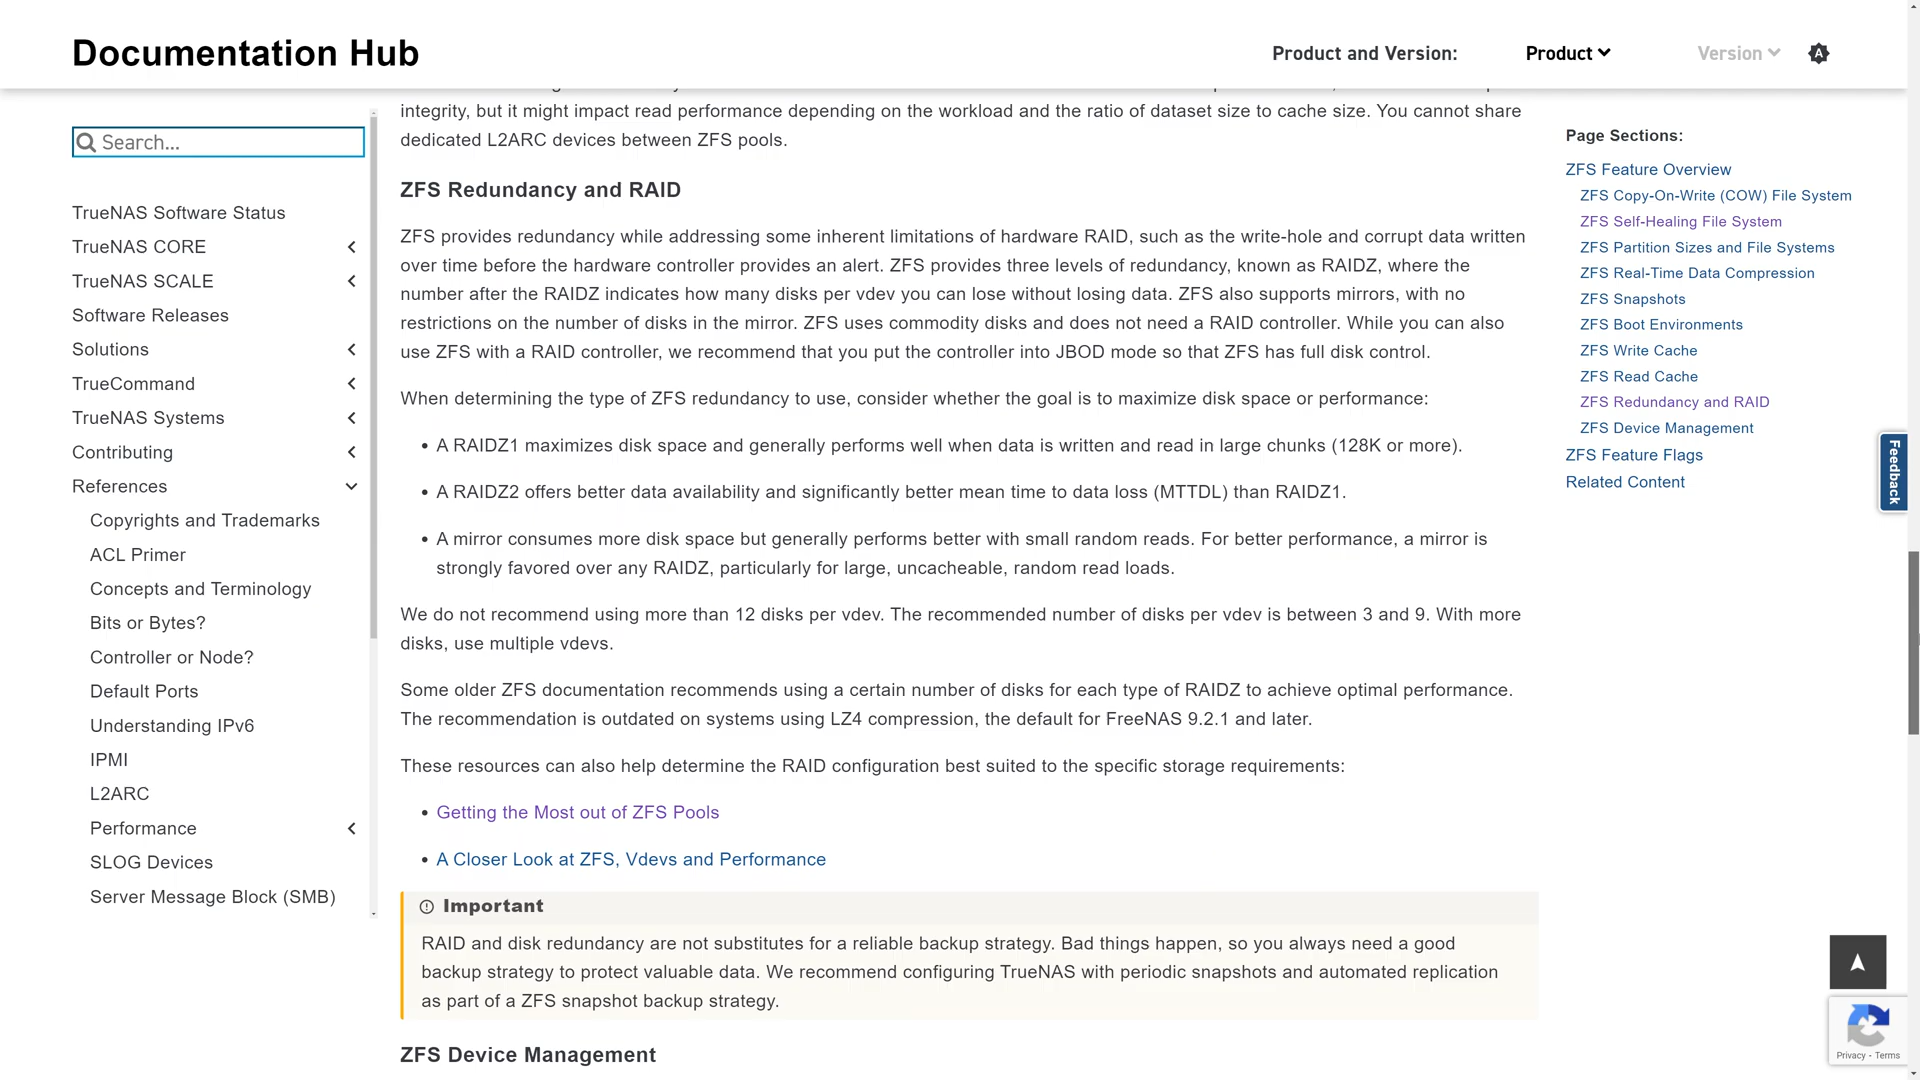 Documentation Hub
Product and Version:
Product
Version
Search...
TrueNAS Software Status
TrueNAS CORE
TrueNAS SCALE
Software Releases
Solutions
TrueCommand
TrueNAS Systems
Contributing
References
Copyrights and Trademarks
ACL Primer
Concepts and Terminology
Bits or Bytes?
Controller or Node?
Default Ports
Understanding IPv6
IPMI
L2ARC
Performance
SLOG Devices
Server Message Block (SMB)
integrity, but it might impact read performance depending on the workload and the ratio of dataset size to cache size. You cannot share
dedicated L2ARC devices between ZFS pools.
ZFS Redundancy and RAID
ZFS provides redundancy while addressing some inherent limitations of hardware RAID, such as the write-hole and corrupt data written
over time before the hardware controller provides an alert. ZFS provides three levels of redundancy, known as RAIDZ, where the
number after the RAIDZ indicates how many disks per vdev you can lose without losing data. ZFS also supports mirrors, with no
restrictions on the number of disks in the mirror. ZFS uses commodity disks and does not need a RAID controller. While you can also
use ZFS with a RAID controller, we recommend that you put the controller into JBOD mode so that ZFS has full disk control.
When determining the type of ZFS redundancy to use, consider whether the goal is to maximize disk space or performance:
• A RAIDZ1 maximizes disk space and generally performs well when data is written and read in large chunks (128K or more).
• A RAIDZ2 offers better data availability and significantly better mean time to data loss (MTTDL) than RAIDZ1.
• A mirror consumes more disk space but generally performs better with small random reads. For better performance, a mirror is
strongly favored over any RAIDZ, particularly for large, uncacheable, random read loads.
We do not recommend using more than 12 disks per vdev. The recommended number of disks per vdev is between 3 and 9. With more
disks, use multiple vdevs.
Some older ZFS documentation recommends using a certain number of disks for each type of RAIDZ to achieve optimal performance.
The recommendation is outdated on systems using LZ4 compression, the default for FreeNAS 9.2.1 and later.
These resources can also help determine the RAID configuration best suited to the specific storage requirements:
• Getting the Most out of ZFS Pools
• A Closer Look at ZFS, Vdevs and Performance
Important
RAID and disk redundancy are not substitutes for a reliable backup strategy. Bad things happen, so you always need a good
backup strategy to protect valuable data. We recommend configuring TrueNAS with periodic snapshots and automated replication
as part of a ZFS snapshot backup strategy.
ZFS Device Management
Page Sections:
ZFS Feature Overview
ZFS Copy-On-Write (COW) File System
ZFS Self-Healing File System
ZFS Partition Sizes and File Systems
ZFS Real-Time Data Compression
ZFS Snapshots
ZFS Boot Environments
ZFS Write Cache
ZFS Read Cache
ZFS Redundancy and RAID
ZFS Device Management
ZFS Feature Flags
Related Content
Feedback
Privacy - Terms